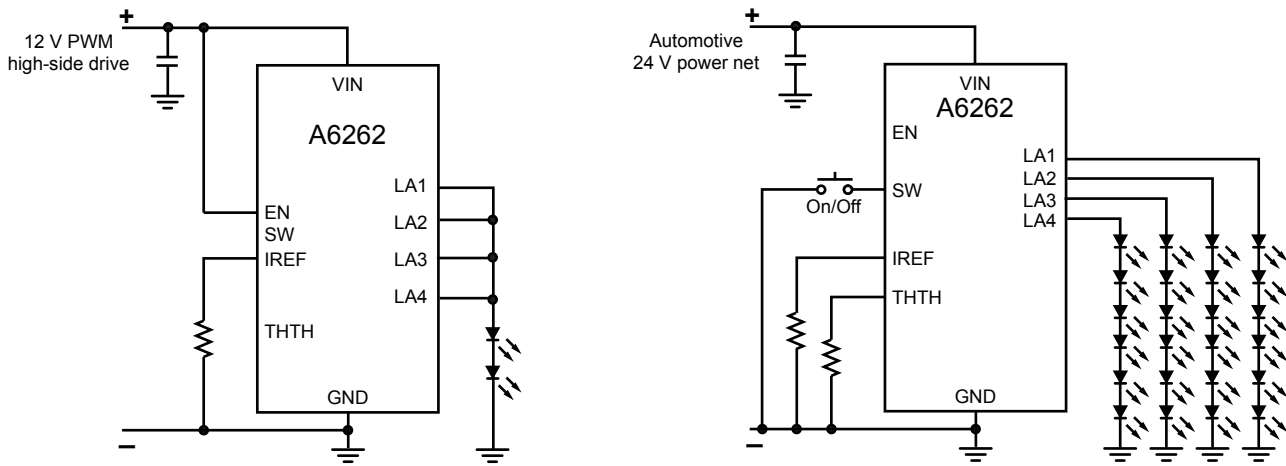 +
12 V PWM
high-side drive
VIN
A6262
LA1
LA2
EN
SW
LA3
IREF
LA4
THTH
GND
–
+
Automotive
24 V power net
VIN
A6262
EN
LA1
LA2
SW
On/Off
LA3
LA4
IREF
THTH
GND
–